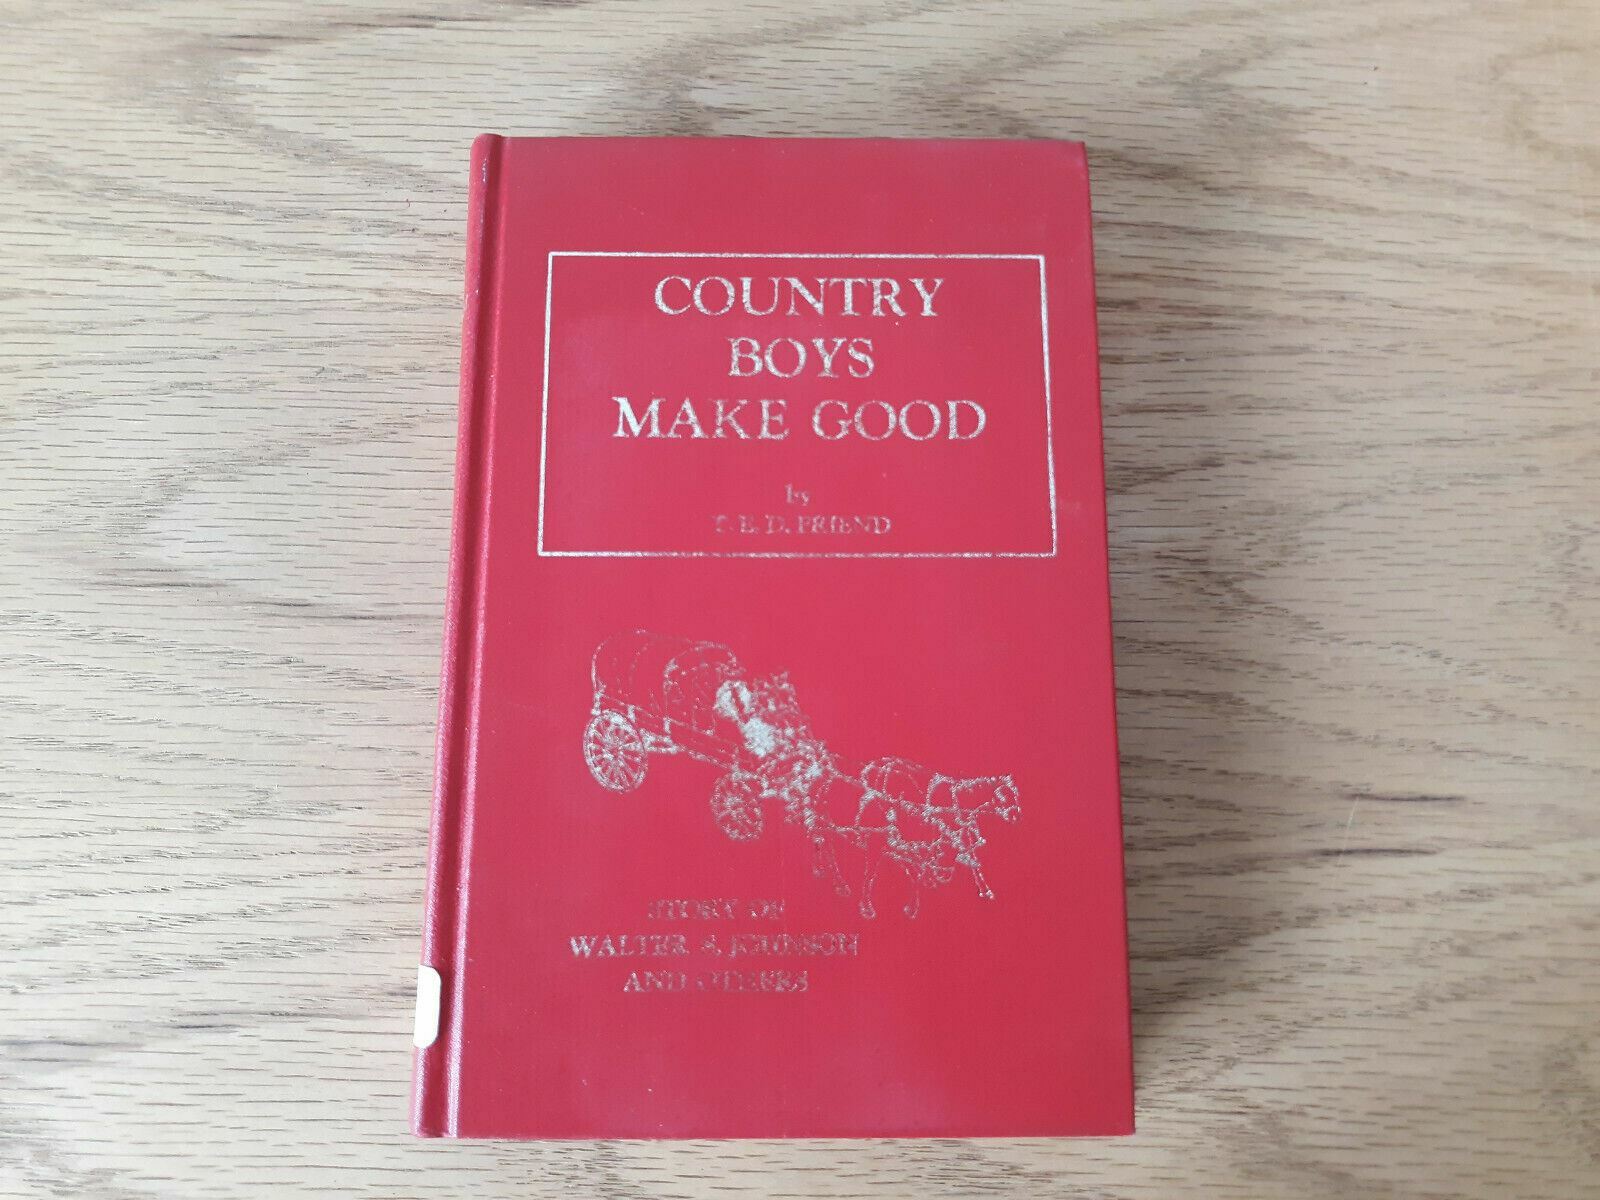 COUNTRY
BOYS
MAKE GOOD
by
E. D. FRIEND
STORY OF
WALTER S. JOHNSON
AND OTHERS